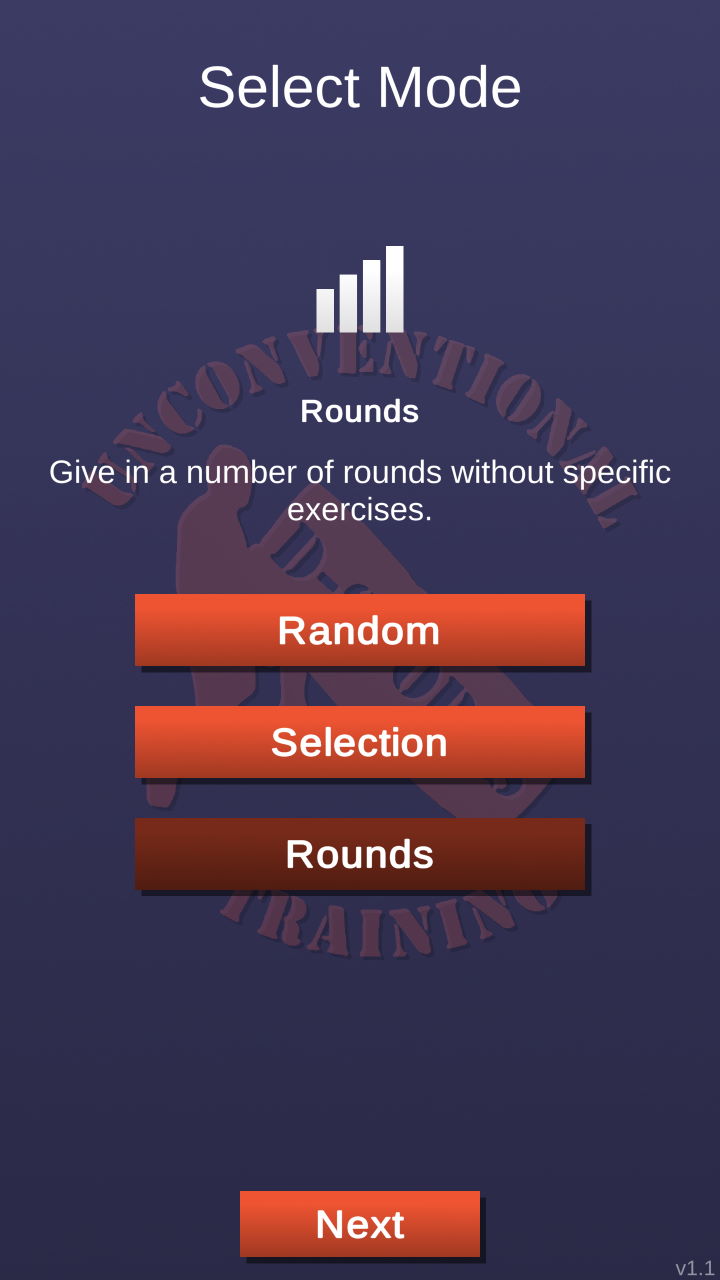 Select Mode
UNCONVENTIONAL
Rounds
Give in a number of rounds without specific
exercises.
Random
Selection
Rounds
TRAINING
Next
v1.1